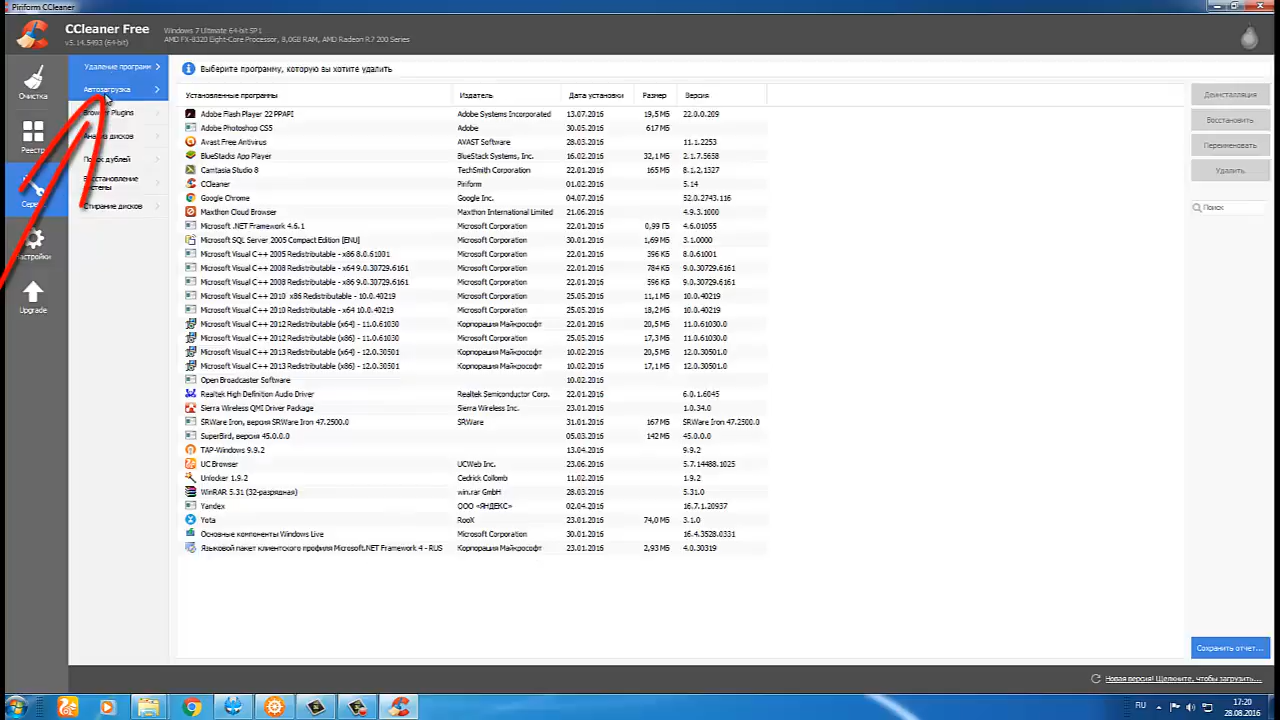 Piriform CCleaner
CCleaner Free
v5.14.5493 (64-bit)
Windows 7 Ultimate 64-bit SP1
AMD FX-8320 Eight-Core Processor, 8,0GB RAM, AMD Radeon R7 200 Series
Очистка
Реестр
Настройки
Upgrade
Удаление программ
Автозагрузка
Browser Plugins
Анализ дисков
Поиск дублей
Восстановление системы
Стирание дисков
Выберите программу, которую вы хотите удалить
Установленные программы Издатель Дата установки Размер Версия
Adobe Flash Player 22 PPAPI Adobe Systems Incorporated 13.07.2016 19,5 МБ 22.0.0.209
Adobe Photoshop CS5 Adobe 30.05.2016 617 МБ
Avast Free Antivirus AVAST Software 28.03.2016 11.1.2253
BlueStacks App Player BlueStack Systems, Inc. 16.02.2016 32,1 МБ 2.1.7.5658
Camtasia Studio 8 TechSmith Corporation 01.02.2016 165 МБ 8.1.2.1327
CCleaner Piriform 01.02.2016 5.14
Google Chrome Google Inc. 04.07.2016 52.0.2743.116
Maxthon Cloud Browser Maxthon International Limited 21.06.2016 4.9.3.1000
Microsoft .NET Framework 4.6.1 Microsoft Corporation 22.01.2016 0,99 ГБ 4.6.01055
Microsoft SQL Server 2005 Compact Edition [ENU] Microsoft Corporation 30.01.2016 1,69 МБ 3.1.0000
Microsoft Visual C++ 2005 Redistributable - x86 8.0.61001 Microsoft Corporation 22.01.2016 396 КБ 8.0.61001
Microsoft Visual C++ 2008 Redistributable - x64 9.0.30729.6161 Microsoft Corporation 22.01.2016 784 КБ 9.0.30729.6161
Microsoft Visual C++ 2008 Redistributable - x86 9.0.30729.6161 Microsoft Corporation 22.01.2016 596 КБ 9.0.30729.6161
Microsoft Visual C++ 2010 x86 Redistributable - 10.0.40219 Microsoft Corporation 25.05.2016 11,1 МБ 10.0.40219
Microsoft Visual C++ 2010 Redistributable - x64 10.0.40219 Microsoft Corporation 25.05.2016 18,2 МБ 10.0.40219
Microsoft Visual C++ 2012 Redistributable (x64) - 11.0.61030 Корпорация Майкрософт 22.01.2016 20,5 МБ 11.0.61030.0
Microsoft Visual C++ 2012 Redistributable (x86) - 11.0.61030 Microsoft Corporation 25.05.2016 17,3 МБ 11.0.61030.0
Microsoft Visual C++ 2013 Redistributable (x64) - 12.0.30501 Корпорация Майкрософт 10.02.2016 20,5 МБ 12.0.30501.0
Microsoft Visual C++ 2013 Redistributable (x86) - 12.0.30501 Корпорация Майкрософт 10.02.2016 17,1 МБ 12.0.30501.0
Open Broadcaster Software 10.02.2016
Realtek High Definition Audio Driver Realtek Semiconductor Corp. 22.01.2016 6.0.1.6045
Sierra Wireless QMI Driver Package Sierra Wireless Inc. 23.01.2016 1.0.34.0
SRWare Iron, версия SRWare Iron 47.2500.0 SRWare 31.01.2016 167 МБ SRWare Iron 47.2500.0
SuperBird, версия 45.0.0.0 05.03.2016 142 МБ 45.0.0.0
TAP-Windows 9.9.2 13.04.2016 9.9.2
UC Browser UCWeb Inc. 23.06.2016 5.7.14488.1025
Unlocker 1.9.2 Cedrick Collomb 11.02.2016 1.9.2
WinRAR 5.31 (32-разрядная) win.rar GmbH 28.03.2016 5.31.0
Yandex ООО «ЯНДЕКС» 02.04.2016 16.7.1.20937
Yota RooX 23.01.2016 74,0 МБ 3.1.0
Основные компоненты Windows Live Microsoft Corporation 30.01.2016 16.4.3528.0331
Языковой пакет клиентского профиля Microsoft.NET Framework 4 - RUS Корпорация Майкрософт 23.01.2016 2,93 МБ 4.0.30319
Деинсталляция
Восстановить
Переименовать
Удалить
Поиск
Сохранить отчет...
Новая версия! Щелкните, чтобы загрузить...
RU
17:20
28.08.2016